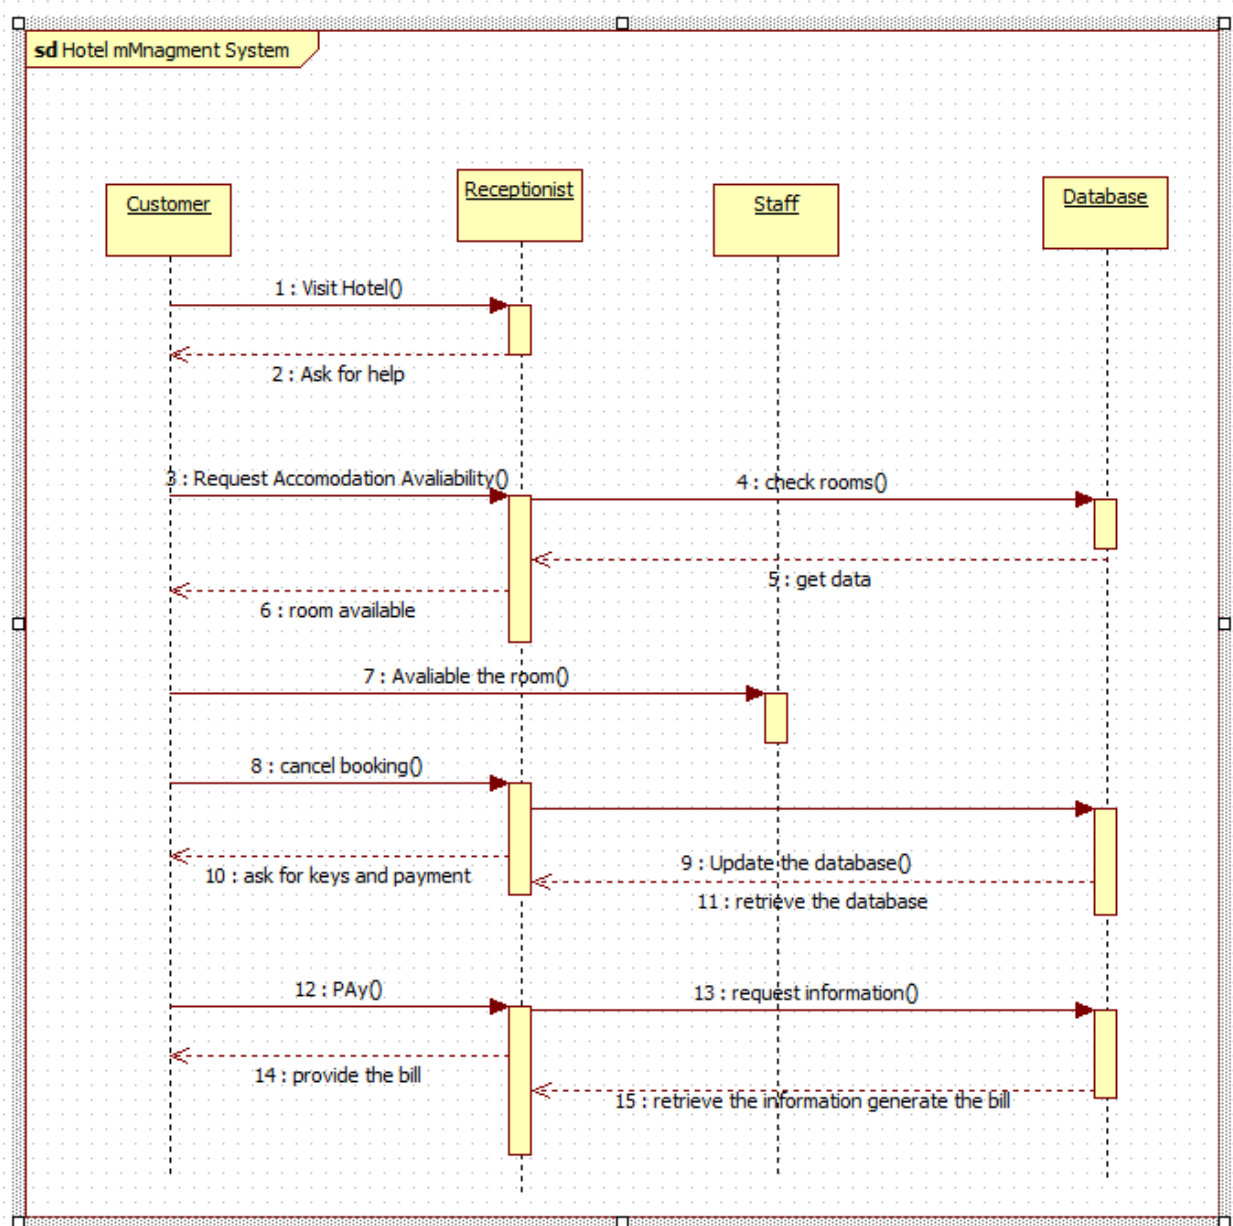 sd Hotel mMnagment System
Customer
Receptionist
Staff
Database
1 : Visit Hotel()
2 : Ask for help
3 : Request Accomodation Avaliability()
4 : check rooms()
5 : get data
6 : room available
7 : Avaliable the room()
8 : cancel booking()
9 : Update the database()
10 : ask for keys and payment
11 : retrieve the database
12 : PAy()
13 : request information()
14 : provide the bill
15 : retrieve the information generate the bill